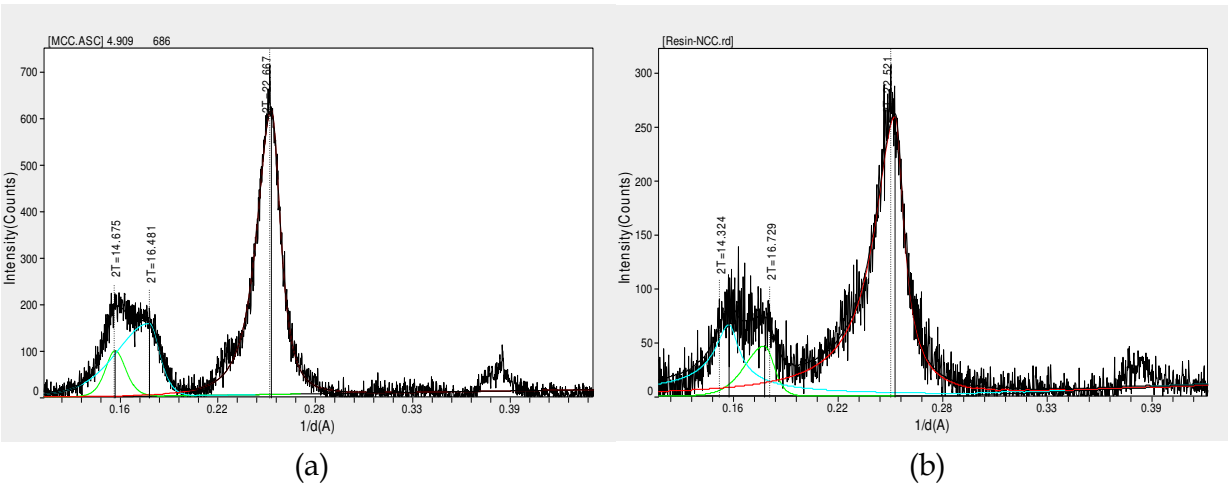 [MCC.ASC] 4.909 686
700
600
500
400
300
200
100
0
Intensity(Counts)
2T=14.675
2T=16.481
2T=22.667
0.16 0.22 0.28 0.33 0.39
1/d(A)
(a)
[Resin-NCC.rd]
300
250
200
150
100
50
0
Intensity(Counts)
2T=14.324
2T=16.729
22.521
0.16 0.22 0.28 0.33 0.39
1/d(A)
(b)